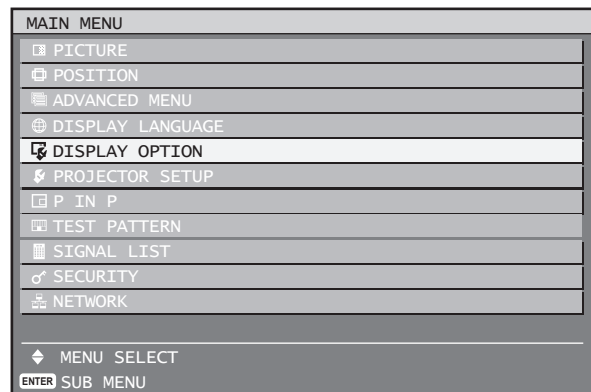 MAIN MENU
PICTURE
POSITION
ADVANCED MENU
DISPLAY LANGUAGE
DISPLAY OPTION
PROJECTOR SETUP
P IN P
TEST PATTERN
SIGNAL LIST
SECURITY
NETWORK
MENU SELECT
ENTER SUB MENU